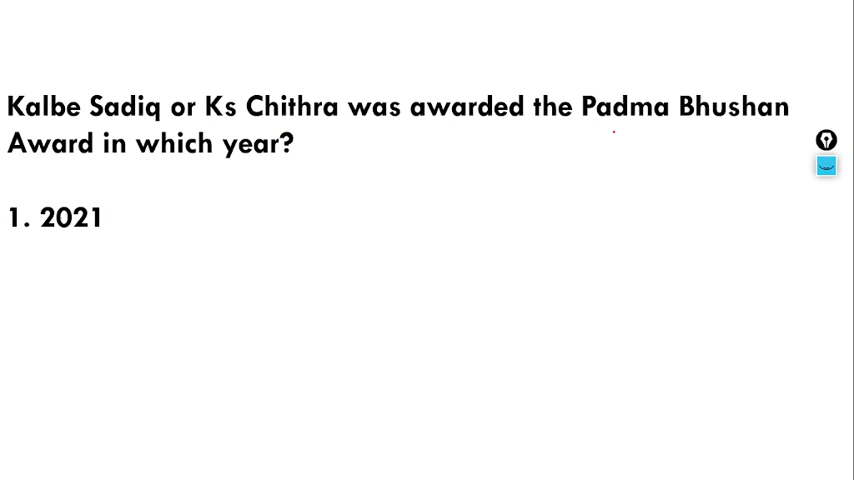 Kalbe Sadiq or Ks Chithra was awarded the Padma Bhushan
Award in which year?
1. 2021